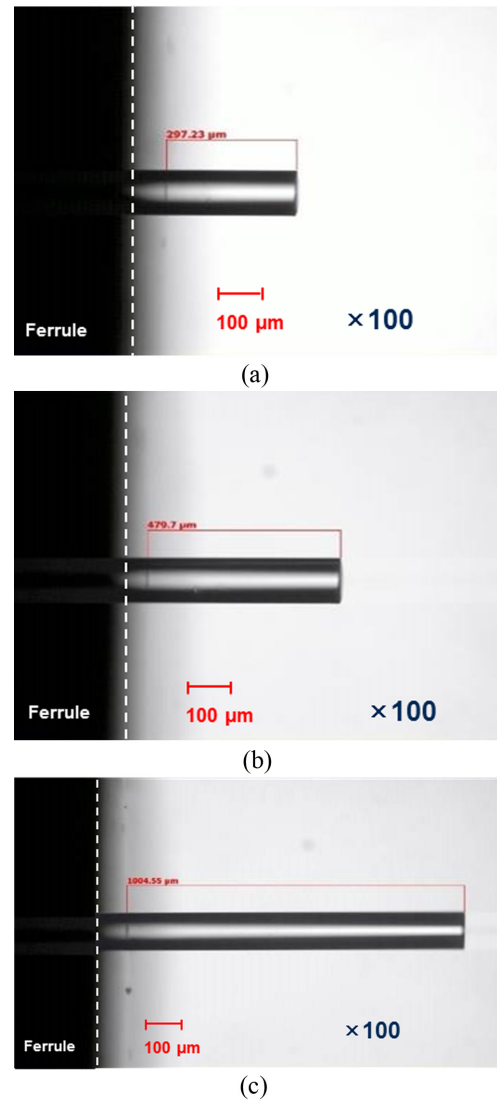 297.23 µm
100 µm
×100
Ferrule
(a)
479.7 µm
100 µm
×100
Ferrule
(b)
1004.55 µm
100 µm
×100
Ferrule
(c)